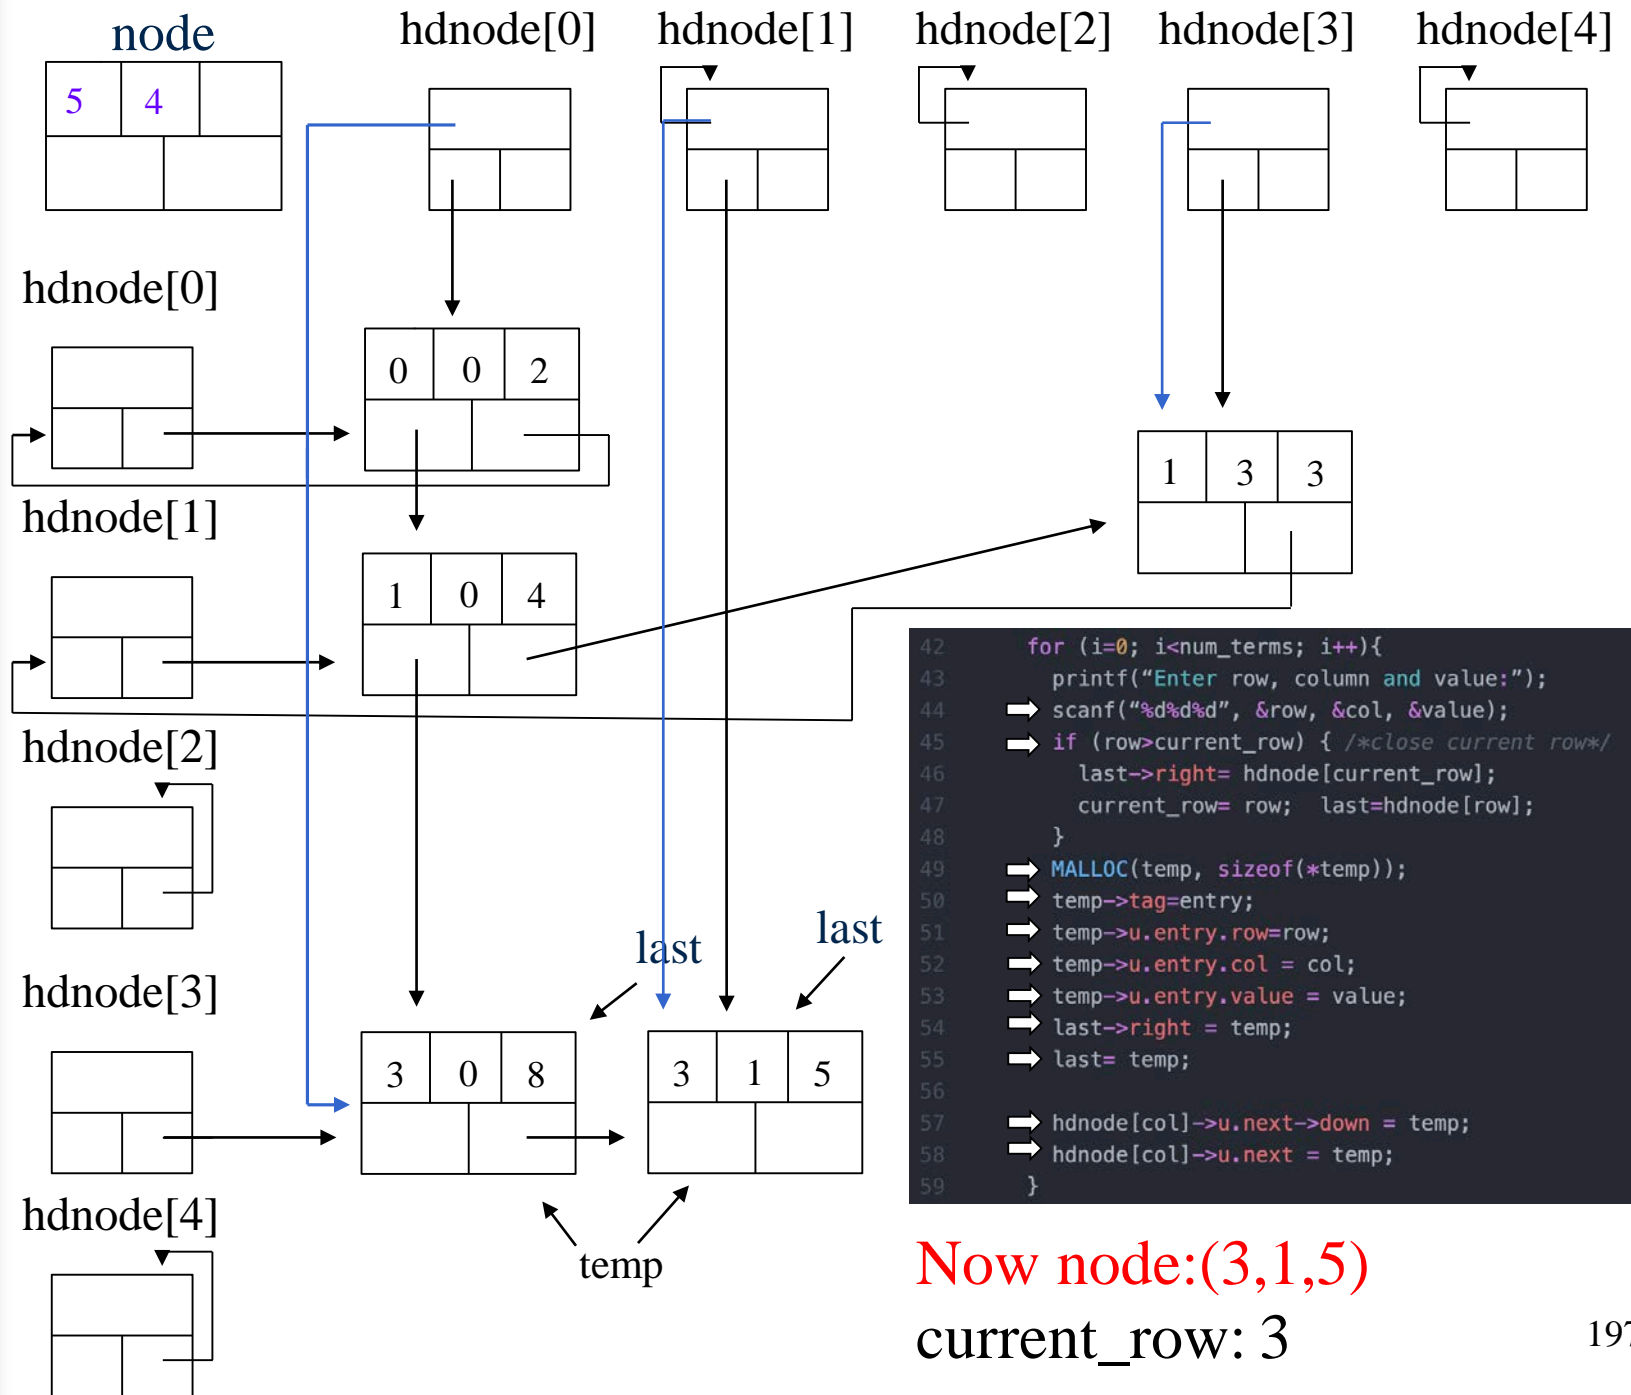 node
hdnode[0]
hdnode[1]
hdnode[2]
hdnode[3]
hdnode[4]
5 4
hdnode[0]
0 0 2
1 3 3
hdnode[1]
1 0 4
hdnode[2]
hdnode[3]
last
last
3 0 8
3 1 5
hdnode[4]
temp
42 for (i=0; i<num_terms; i++){
43 printf(“Enter row, column and value:”);
44 scanf(“%d%d%d”, &row, &col, &value);
45 if (row>current_row) { /*close current row*/
46 last->right= hdnode[current_row];
47 current_row= row; last=hdnode[row];
48 }
49 MALLOC(temp, sizeof(*temp));
50 temp->tag=entry;
51 temp->u.entry.row=row;
52 temp->u.entry.col = col;
53 temp->u.entry.value = value;
54 last->right = temp;
55 last= temp;
56
57 hdnode[col]->u.next->down = temp;
58 hdnode[col]->u.next = temp;
59 }
Now node:(3,1,5)
current_row: 3
197